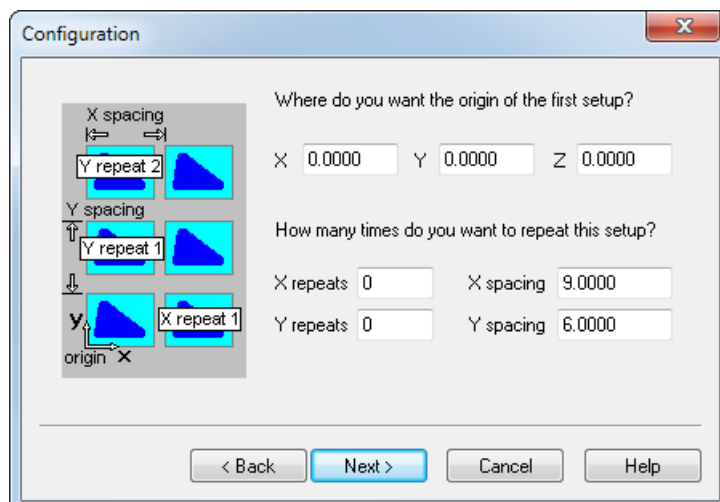 Configuration
X spacing
Y repeat 2
Y spacing
Y repeat 1
y
X repeat 1
origin X
Where do you want the origin of the first setup?
X 0.0000 Y 0.0000 Z 0.0000
How many times do you want to repeat this setup?
X repeats 0 X spacing 9.0000
Y repeats 0 Y spacing 6.0000
< Back Next > Cancel Help